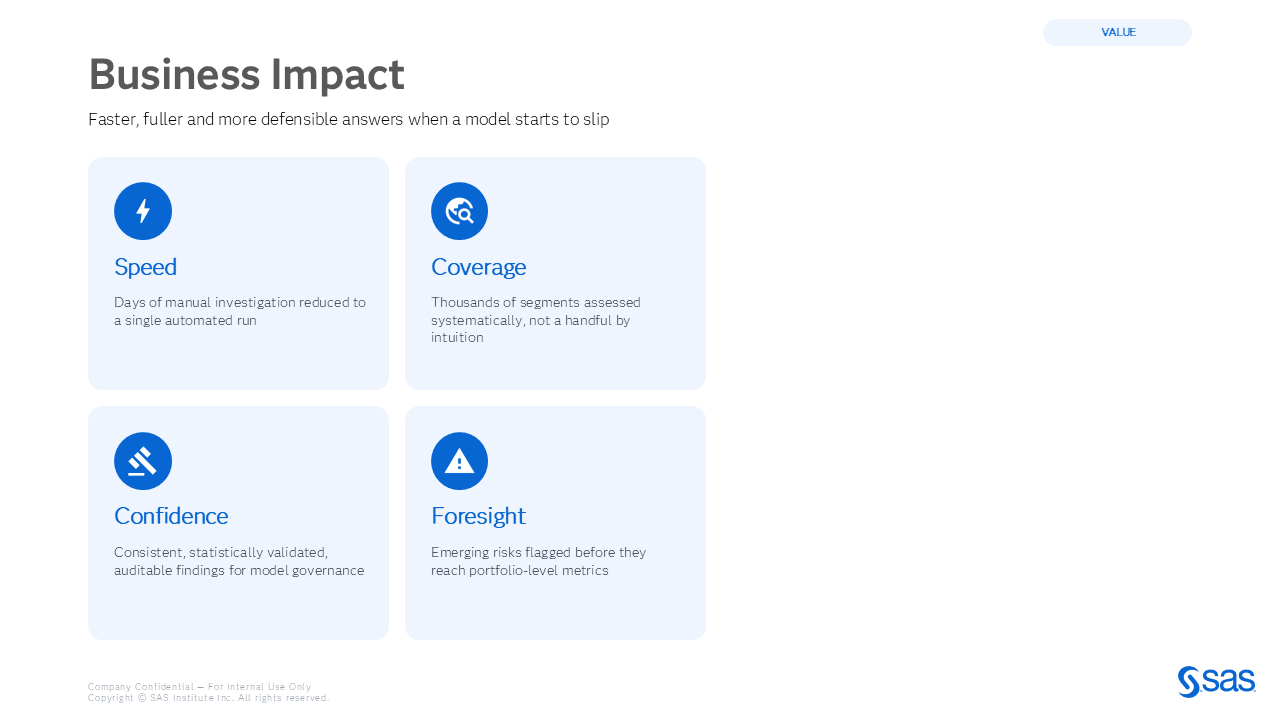 VALUE
Business Impact
Faster, fuller and more defensible answers when a model starts to slip
Speed
Days of manual investigation reduced to
a single automated run
Coverage
Thousands of segments assessed
systematically, not a handful by
intuition
Confidence
Consistent, statistically validated,
auditable findings for model governance
Foresight
Emerging risks flagged before they
reach portfolio-level metrics
Company Confidential – For Internal Use Only
Copyright © SAS Institute Inc. All rights reserved.
sas